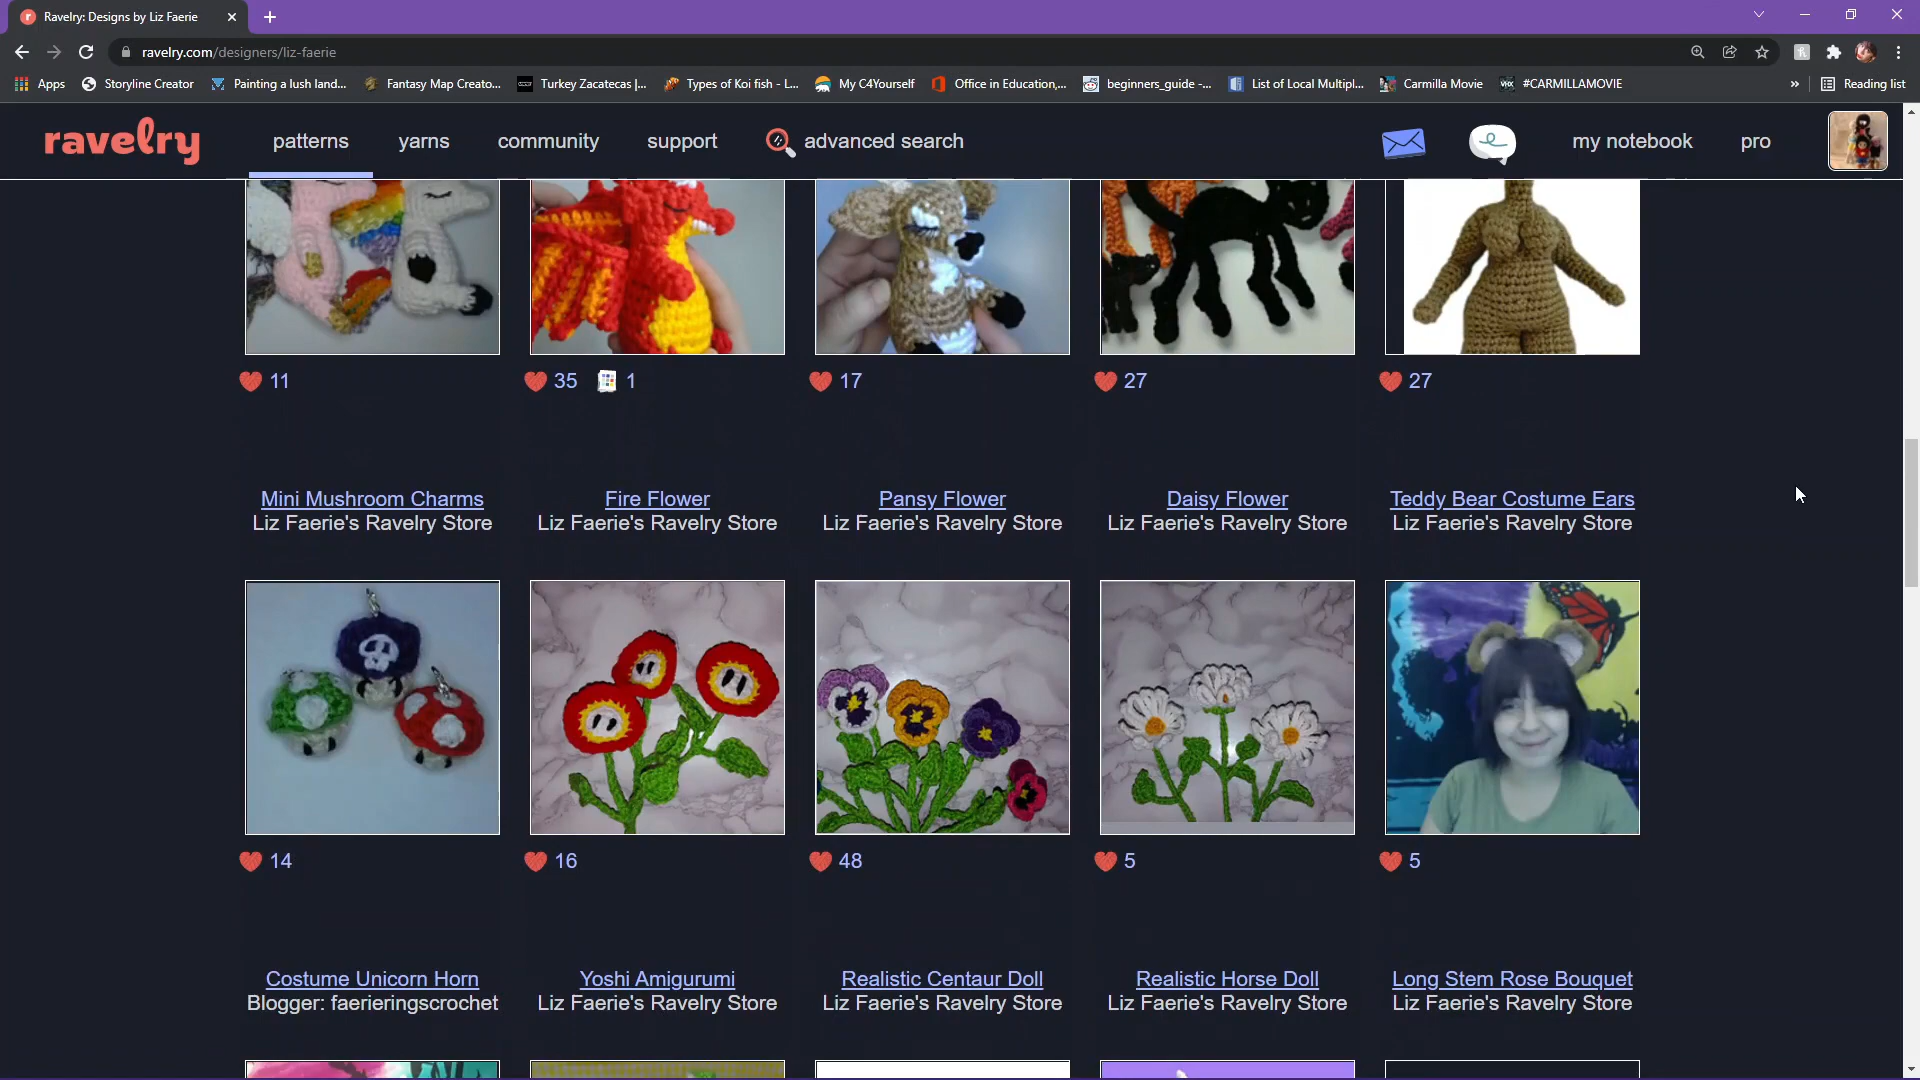 Ravelry: Designs by Liz Faerie
ravelry.com/designers/liz-faerie
Apps Storyline Creator Painting a lush land... Fantasy Map Creato... Turkey Zacatecas |... Types of Koi fish - L... My C4Yourself Office in Education,... beginners_guide -... List of Local Multipl... Carmilla Movie #CARMILLAMOVIE » Reading list
ravelry patterns yarns community support advanced search my notebook pro
11 35 1 17 27 27
Mini Mushroom Charms Fire Flower Pansy Flower Daisy Flower Teddy Bear Costume Ears
Liz Faerie's Ravelry Store Liz Faerie's Ravelry Store Liz Faerie's Ravelry Store Liz Faerie's Ravelry Store Liz Faerie's Ravelry Store
14 16 48 5 5
Costume Unicorn Horn Yoshi Amigurumi Realistic Centaur Doll Realistic Horse Doll Long Stem Rose Bouquet
Blogger: faerieringscrochet Liz Faerie's Ravelry Store Liz Faerie's Ravelry Store Liz Faerie's Ravelry Store Liz Faerie's Ravelry Store